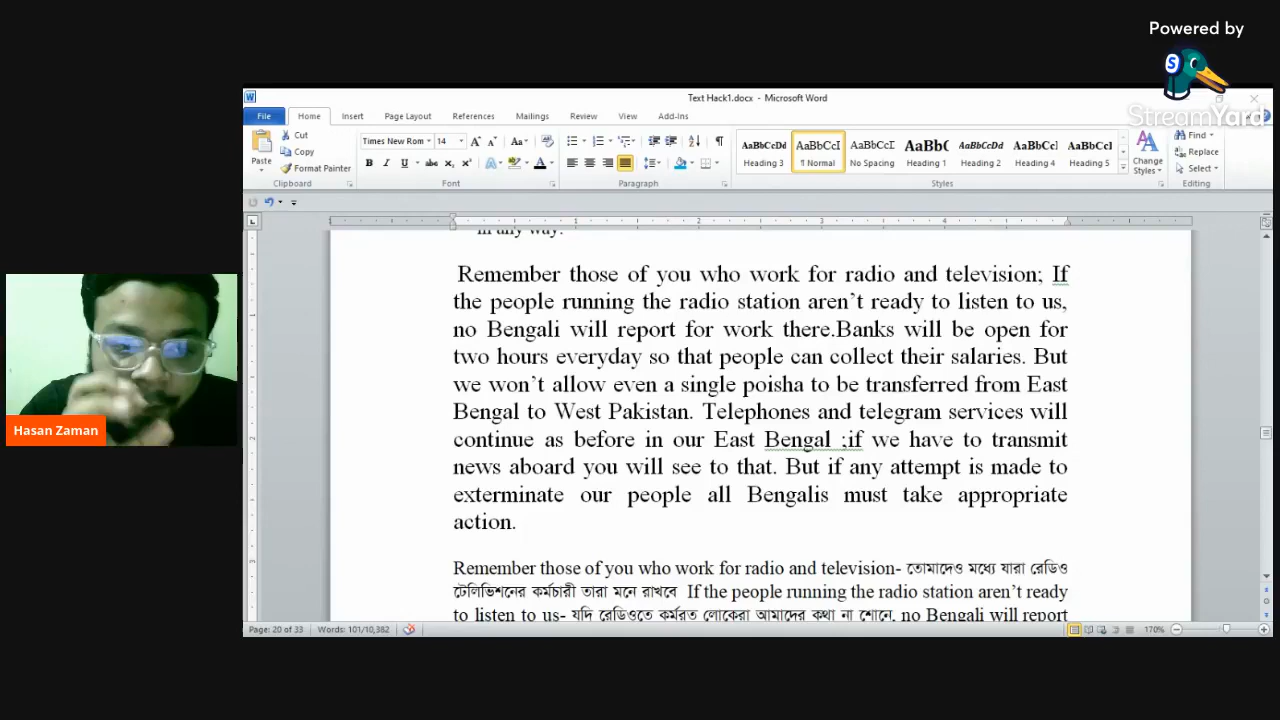 Powered by
StreamYard
Text Hack1.docx - Microsoft Word
File Home Insert Page Layout References Mailings Review View Add-Ins
Cut
Copy
Format Painter
Paste
Times New Rom 14
AaBbCcDd AaBbCcI AaBbCcI AaBbC AaBbCcDd AaBbCcI AaBbCcI
Heading 3 ¶ Normal No Spacing Heading 1 Heading 2 Heading 4 Heading 5
Change Styles
Find
Replace
Select
Clipboard Font Paragraph Styles Editing
in any way.
Remember those of you who work for radio and television; If
the people running the radio station aren’t ready to listen to us,
no Bengali will report for work there.Banks will be open for
two hours everyday so that people can collect their salaries. But
we won’t allow even a single poisha to be transferred from East
Bengal to West Pakistan. Telephones and telegram services will
continue as before in our East Bengal ;if we have to transmit
news aboard you will see to that. But if any attempt is made to
exterminate our people all Bengalis must take appropriate
action.
Remember those of you who work for radio and television- তোমাদেও মধ্যে যারা রেডিও
টেলিভিশনের কর্মচারী তারা মনে রাখবে If the people running the radio station aren’t ready
to listen to us- যদি রেডিওতে কর্মরত লোকেরা আমাদের কথা না শোনে, no Bengali will report
Hasan Zaman
Page: 20 of 33 Words: 101/10,382 170%